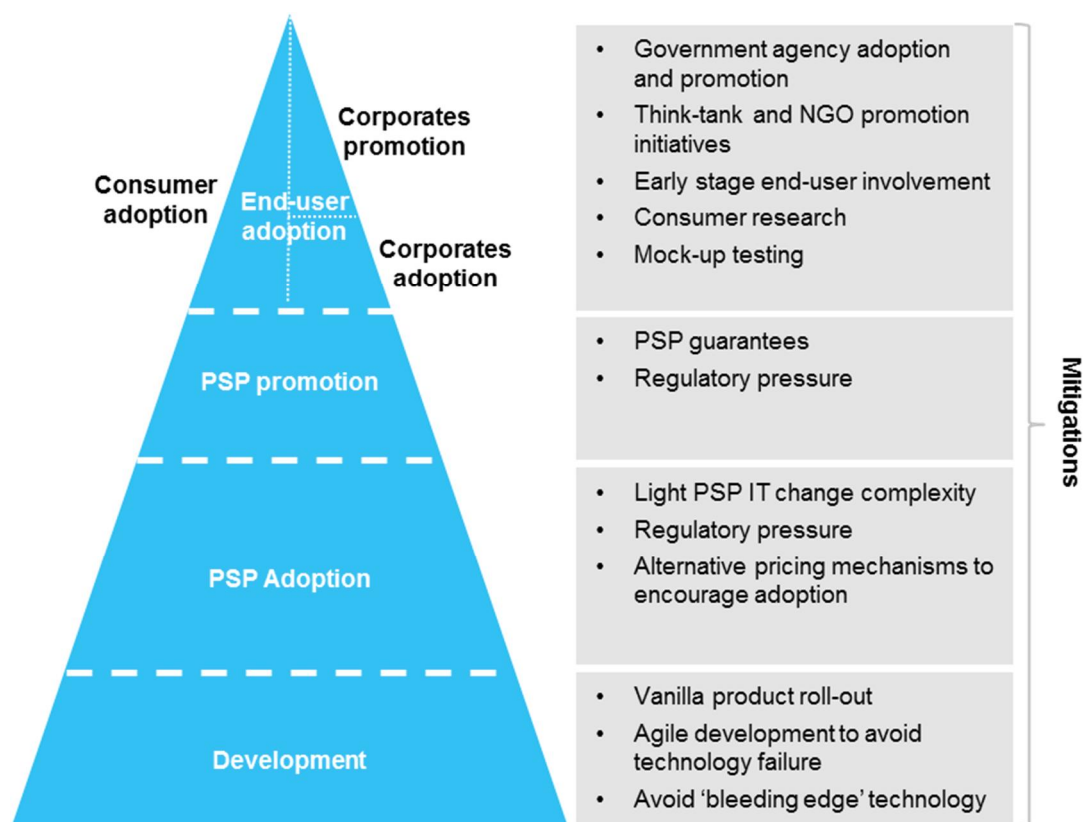 Corporates
promotion
Consumer
adoption
End-user
adoption
Corporates
adoption
PSP promotion
PSP Adoption
Development
• Government agency adoption
and promotion
• Think-tank and NGO promotion
initiatives
• Early stage end-user involvement
• Consumer research
• Mock-up testing
• PSP guarantees
• Regulatory pressure
• Light PSP IT change complexity
• Regulatory pressure
• Alternative pricing mechanisms to
encourage adoption
• Vanilla product roll-out
• Agile development to avoid
technology failure
• Avoid ‘bleeding edge’ technology
Mitigations